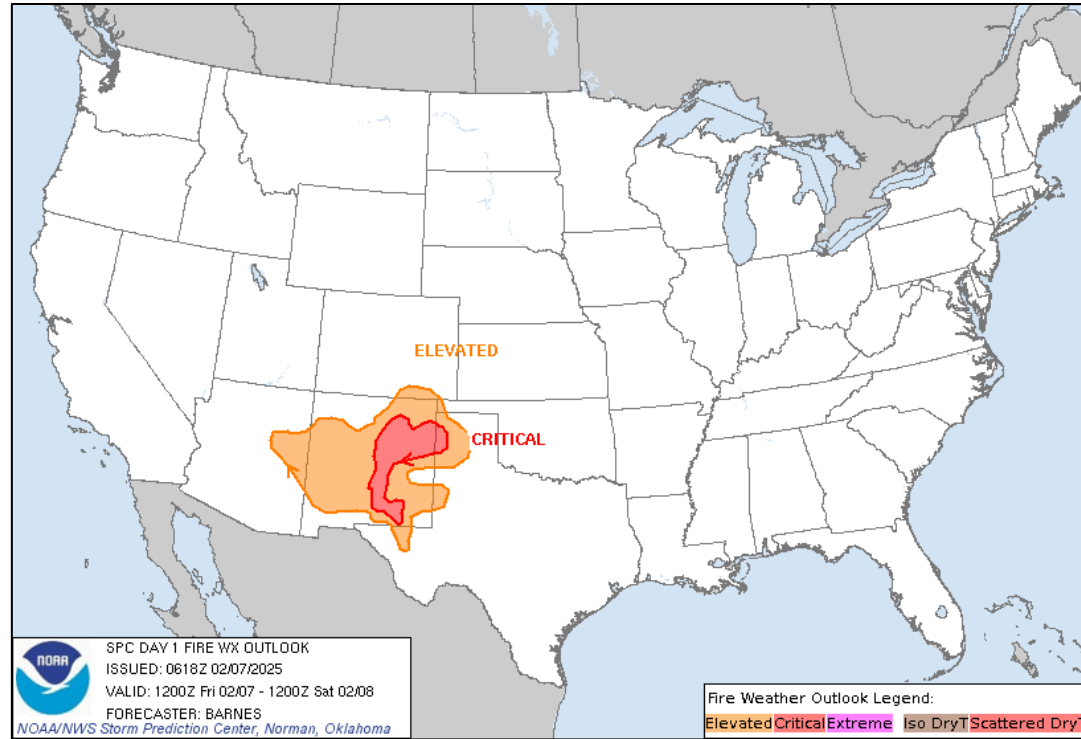 ELEVATED
CRITICAL
NOAA
SPC DAY 1 FIRE WX OUTLOOK
ISSUED: 0618Z 02/07/2025
VALID: 1200Z Fri 02/07 - 1200Z Sat 02/08
FORECASTER: BARNES
NOAA/NWS Storm Prediction Center, Norman, Oklahoma
Fire Weather Outlook Legend:
Elevated Critical Extreme Iso DryT Scattered DryT